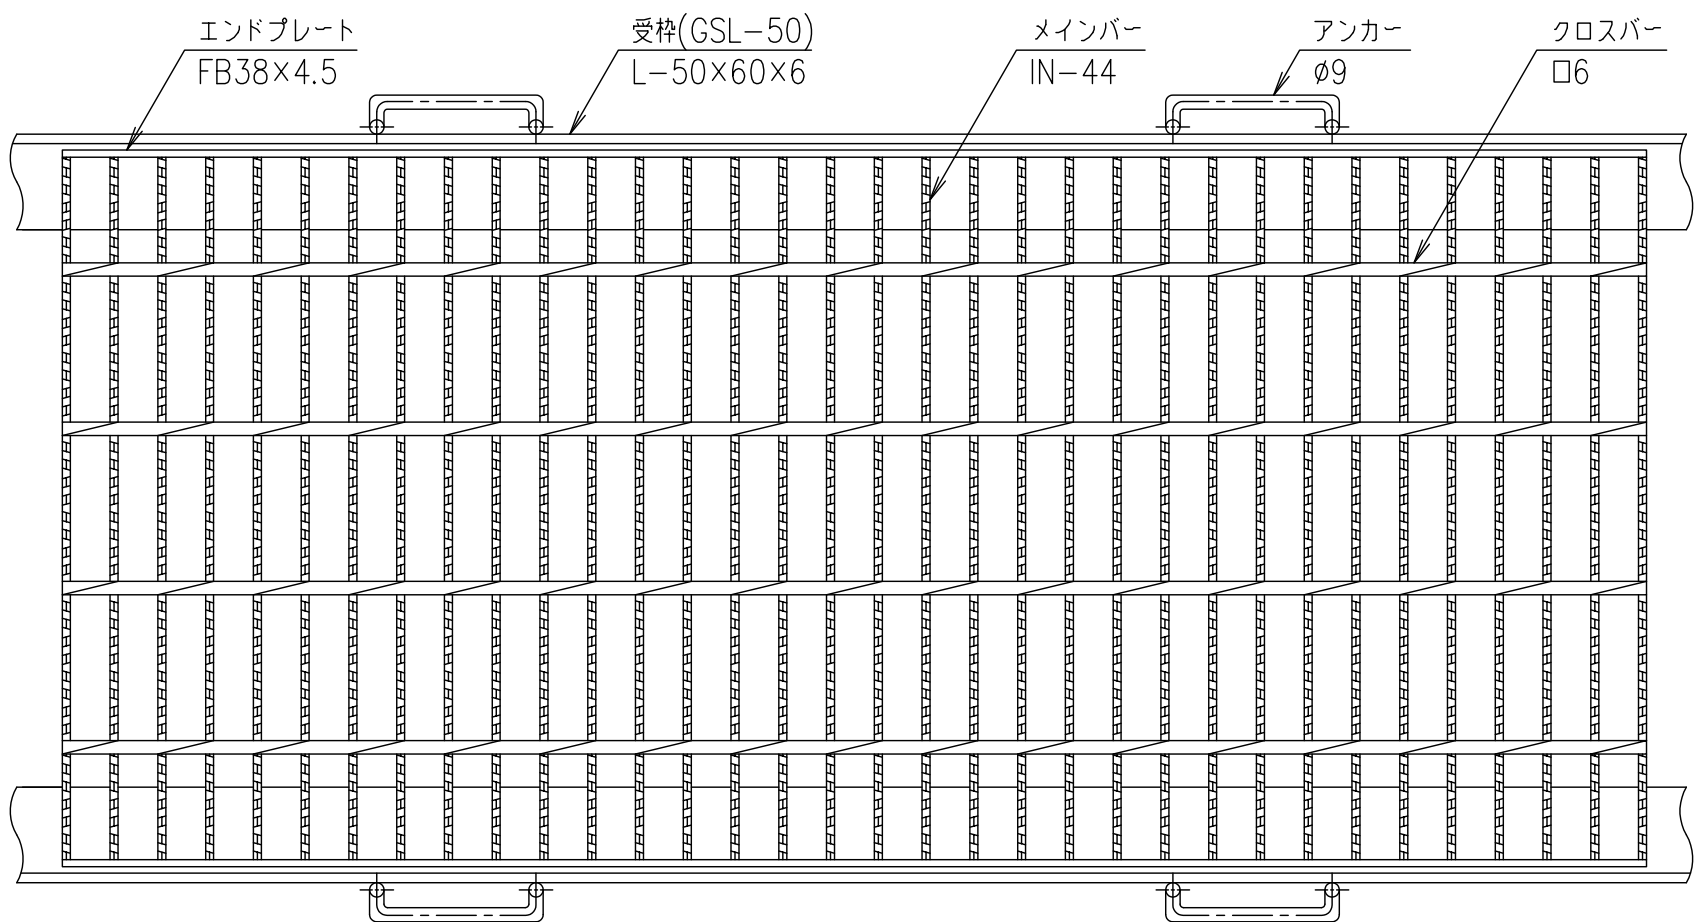 エンドプレート
FB38×4.5
受枠(GSL-50)
L-50×60×6
メインバー
IN-44
アンカー
ø9
クロスバー
□6